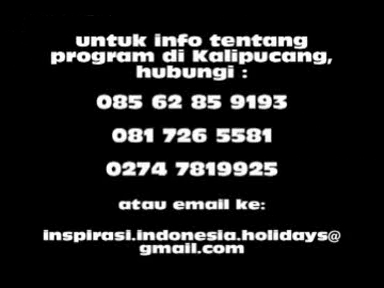 untuk info tentang
program di Kalipucang,
hubungi :
085 62 85 9193
081 726 5581
0274 7819925
atau email ke:
inspirasi.indonesia.holidays@
gmail.com